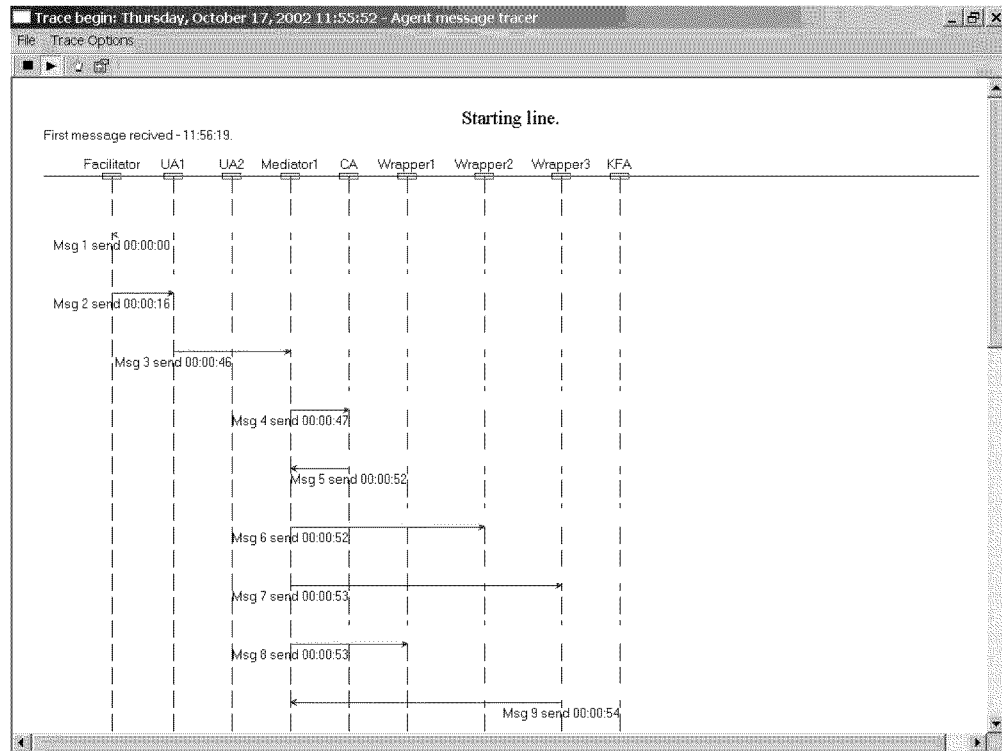 Trace begin: Thursday, October 17, 2002 11:55:52 - Agent message tracer
File Trace Options
Starting line.
First message recived - 11:56:19.
Facilitator UA1 UA2 Mediator1 CA Wrapper1 Wrapper2 Wrapper3 KFA
Msg 1 send 00:00:00
Msg 2 send 00:00:16
Msg 3 send 00:00:46
Msg 4 send 00:00:47
Msg 5 send 00:00:52
Msg 6 send 00:00:52
Msg 7 send 00:00:53
Msg 8 send 00:00:53
Msg 9 send 00:00:54